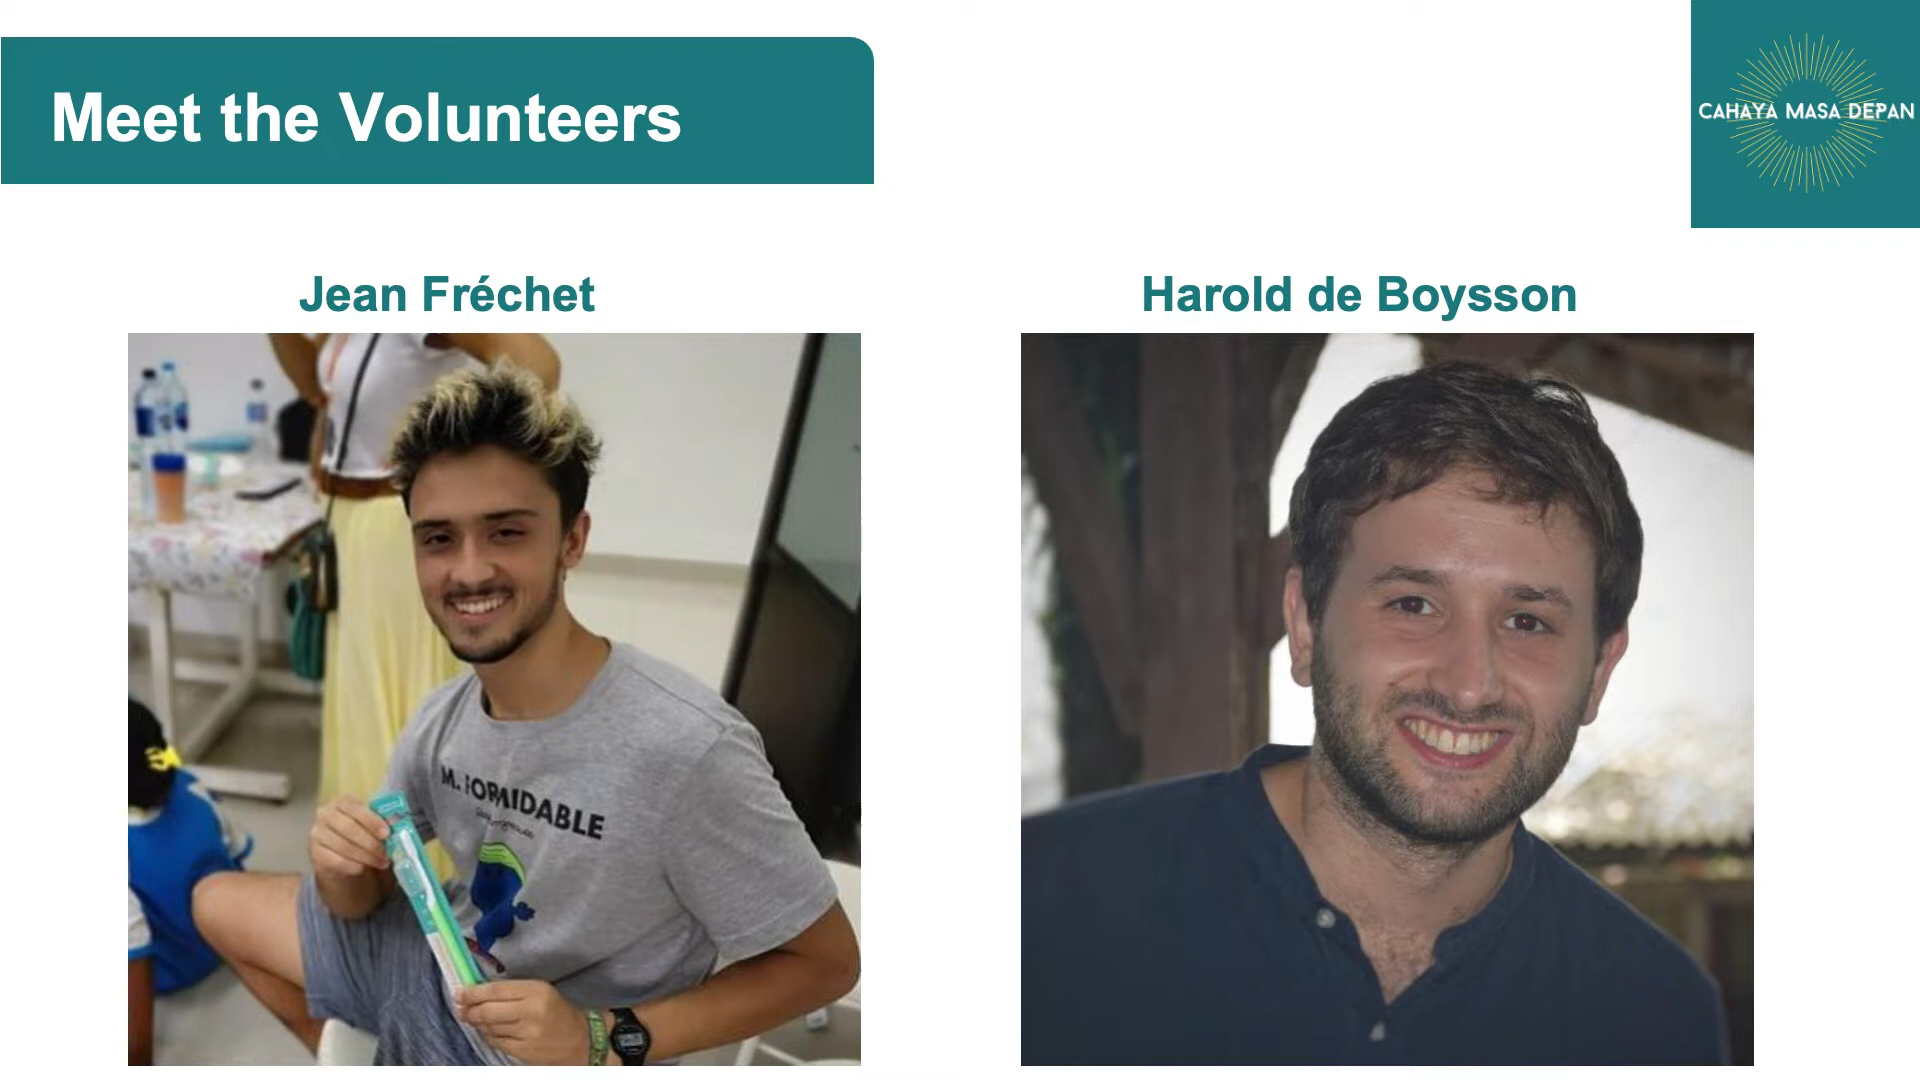 Meet the Volunteers
CAHAYA MASA DEPAN
Jean Fréchet
Harold de Boysson
M. FORMIDABLE